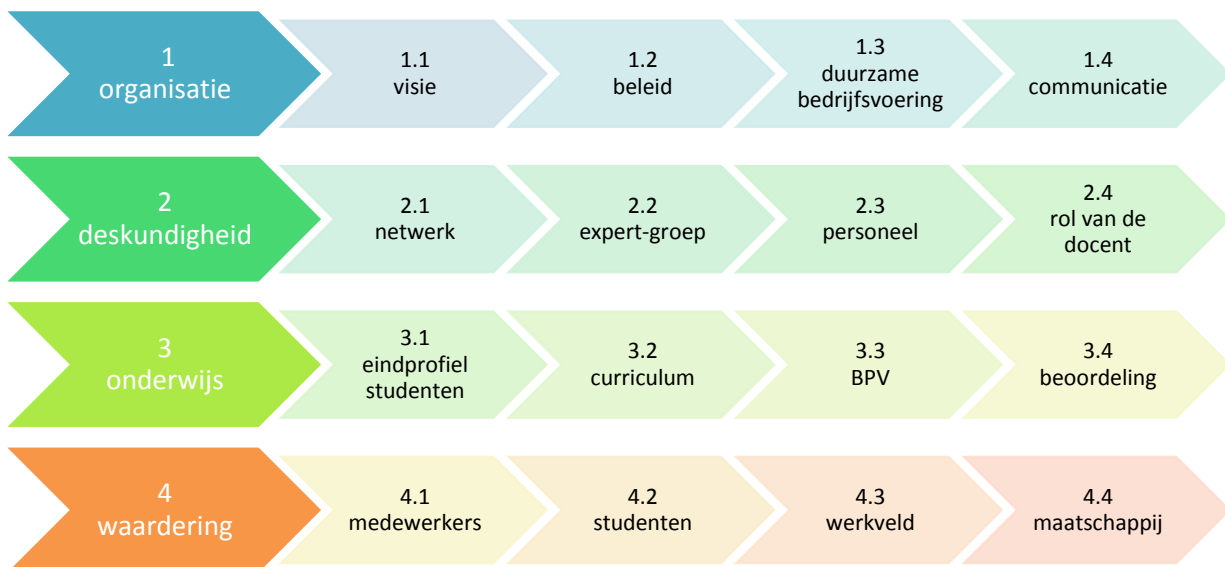 1
organisatie
1.1
visie
1.2
beleid
1.3
duurzame
bedrijfsvoering
1.4
communicatie
2
deskundigheid
2.1
netwerk
2.2
expert-groep
2.3
personeel
2.4
rol van de
docent
3
onderwijs
3.1
eindprofiel
studenten
3.2
curriculum
3.3
BPV
3.4
beoordeling
4
waardering
4.1
medewerkers
4.2
studenten
4.3
werkveld
4.4
maatschappij